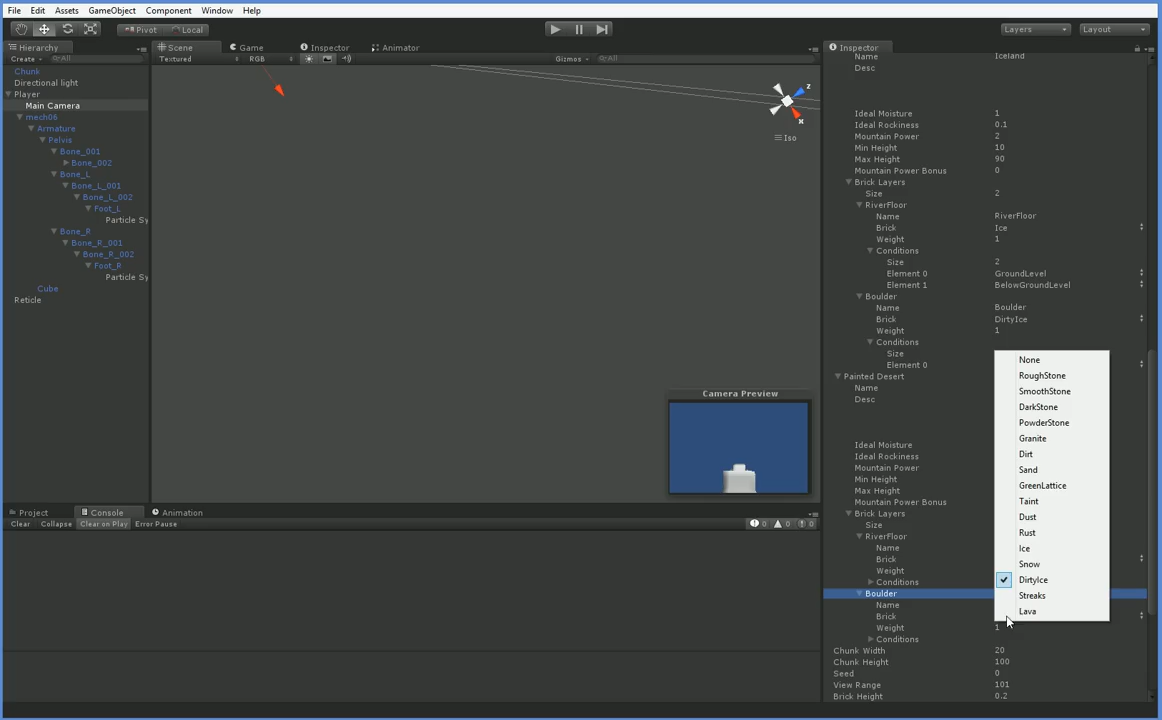 File Edit Assets GameObject Component Window Help
Pivot Local Layers Layout
Hierarchy Scene Game Inspector Animator Inspector
Create All Textured RGB Gizmos All
Chunk
Directional light
Player
Main Camera
mech06
Armature
Pelvis
Bone_001
Bone_002
Bone_L
Bone_L_001
Bone_L_002
Foot_L
Particle Sy
Bone_R
Bone_R_001
Bone_R_002
Foot_R
Particle Sy
Cube
Reticle
z
x
Iso
Camera Preview
Project Console Animation
Clear Collapse Clear on Play Error Pause 0 0 0
Name Iceland
Desc
Ideal Moisture 1
Ideal Rockiness 0.1
Mountain Power 2
Min Height 10
Max Height 90
Mountain Power Bonus 0
Brick Layers
Size 2
RiverFloor
Name RiverFloor
Brick Ice
Weight 1
Conditions
Size 2
Element 0 GroundLevel
Element 1 BelowGroundLevel
Boulder
Name Boulder
Brick DirtyIce
Weight 1
Conditions
Size
Element 0
Painted Desert
Name
Desc
Ideal Moisture
Ideal Rockiness
Mountain Power
Min Height
Max Height
Mountain Power Bonus
Brick Layers
Size
RiverFloor
Name
Brick
Weight
Conditions
Boulder
Name
Brick
Weight 1
Conditions
Chunk Width 20
Chunk Height 100
Seed 0
View Range 101
Brick Height 0.2
None
RoughStone
SmoothStone
DarkStone
PowderStone
Granite
Dirt
Sand
GreenLattice
Taint
Dust
Rust
Ice
Snow
DirtyIce
Streaks
Lava